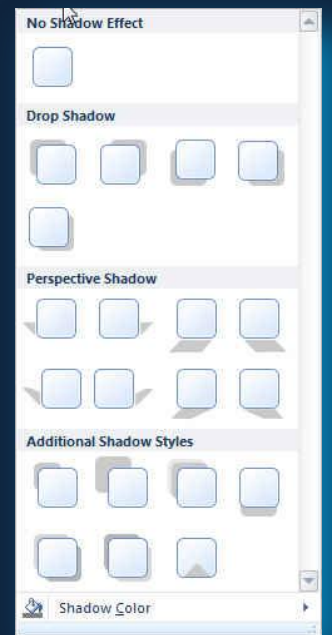 No Shadow Effect
Drop Shadow
Perspective Shadow
Additional Shadow Styles
Shadow Color